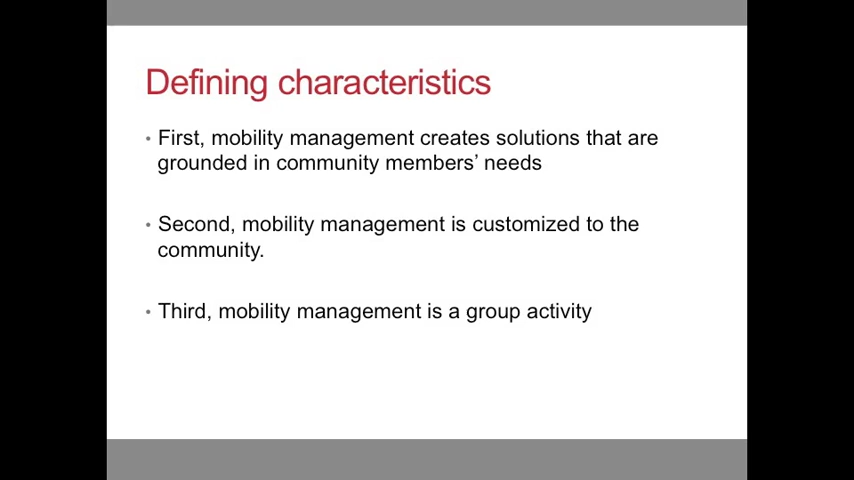 Defining characteristics
• First, mobility management creates solutions that are
grounded in community members’ needs
• Second, mobility management is customized to the
community.
• Third, mobility management is a group activity